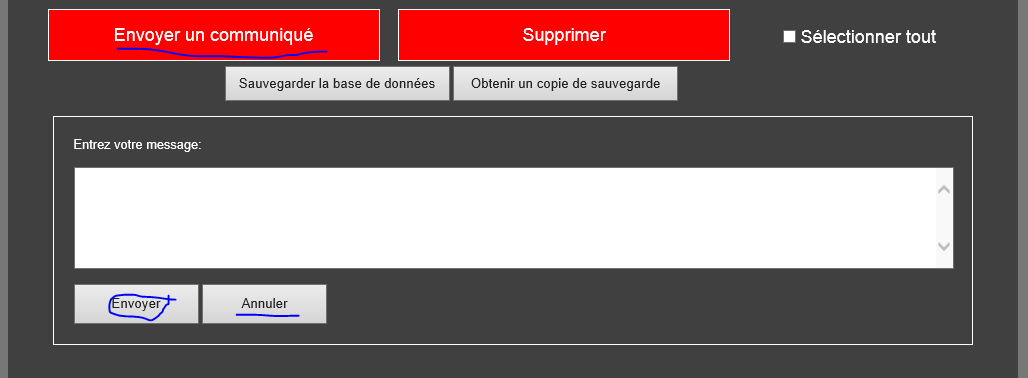 Envoyer un communiqué
Supprimer
Sélectionner tout
Sauvegarder la base de données
Obtenir un copie de sauvegarde
Entrez votre message:
Envoyer
Annuler